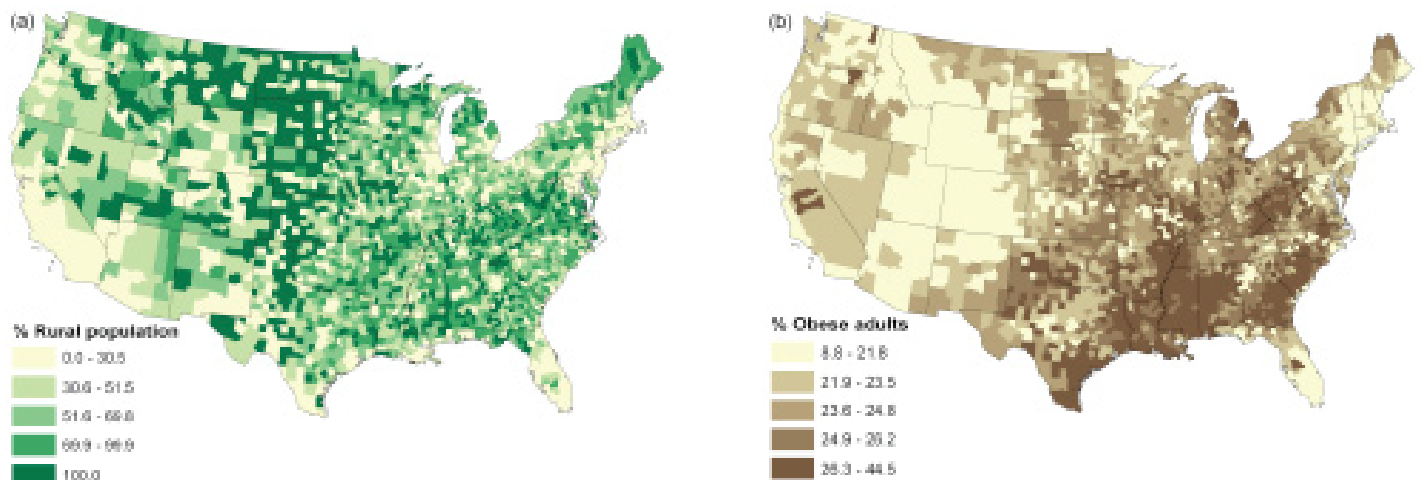 (a)
(b)
% Rural population
0.0 - 30.5
30.6 - 51.5
51.6 - 69.8
69.9 - 99.9
100.0
% Obese adults
8.8 - 21.8
21.9 - 23.5
23.6 - 24.8
24.9 - 26.2
26.3 - 44.5